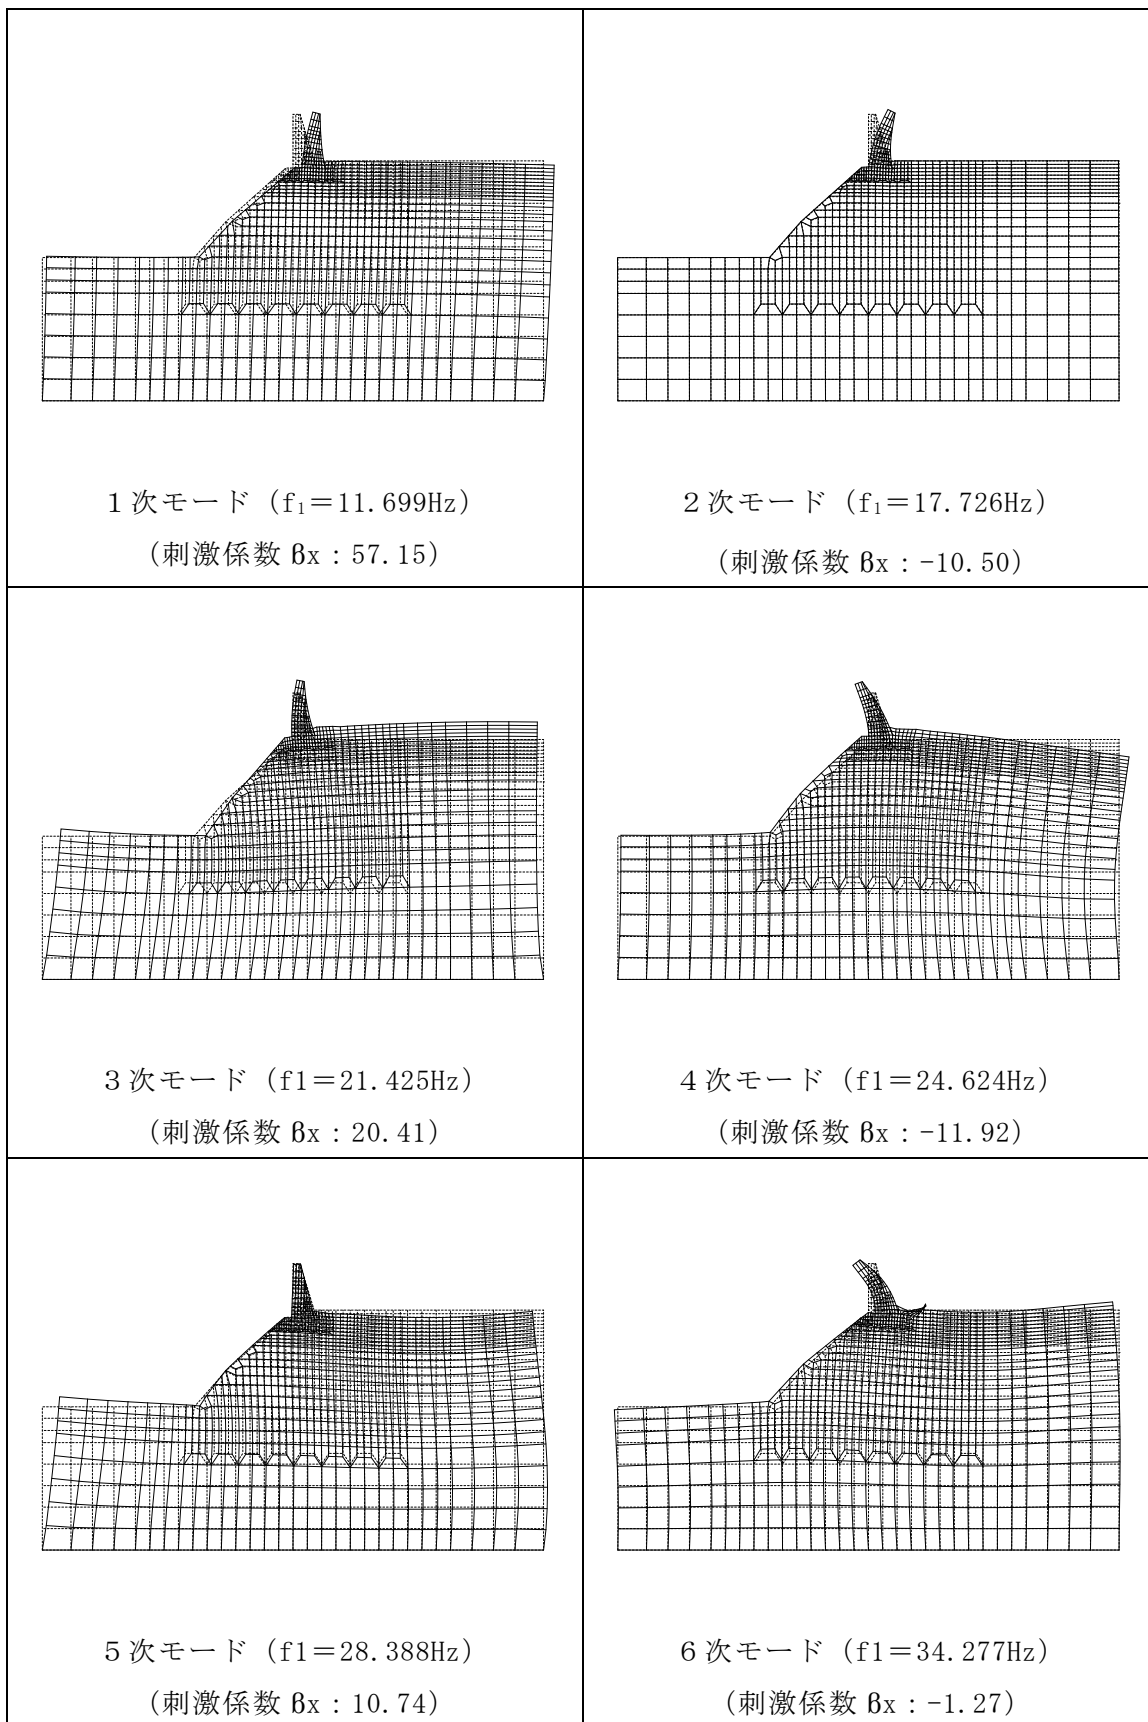 1次モード（f₁＝11.699Hz）
（刺激係数 βx：57.15）
2次モード（f₁＝17.726Hz）
（刺激係数 βx：-10.50）
3次モード（f1＝21.425Hz）
（刺激係数 βx：20.41）
4次モード（f1＝24.624Hz）
（刺激係数 βx：-11.92）
5次モード（f1＝28.388Hz）
（刺激係数 βx：10.74）
6次モード（f1＝34.277Hz）
（刺激係数 βx：-1.27）